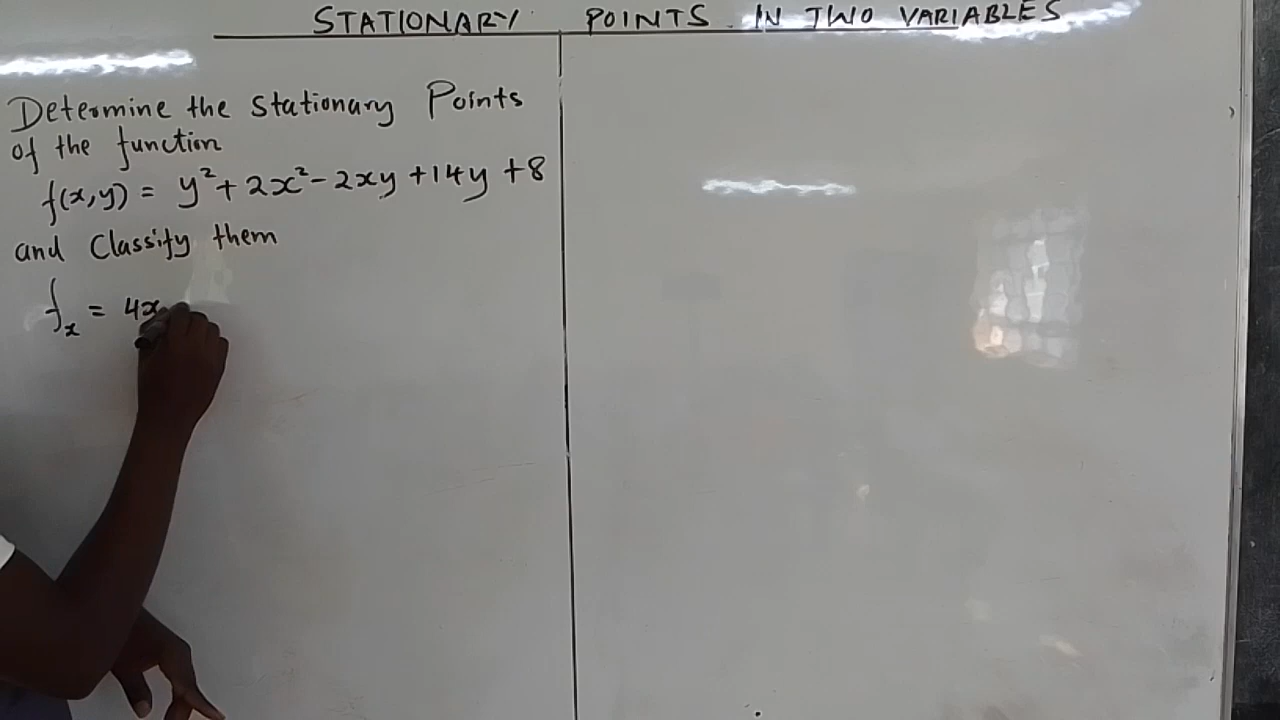 STATIONARY POINTS IN TWO VARIABLES
Determine the Stationary Points
of the function
f(x,y) = y² + 2x² - 2xy + 14y + 8
and Classify them
fₓ = 4x